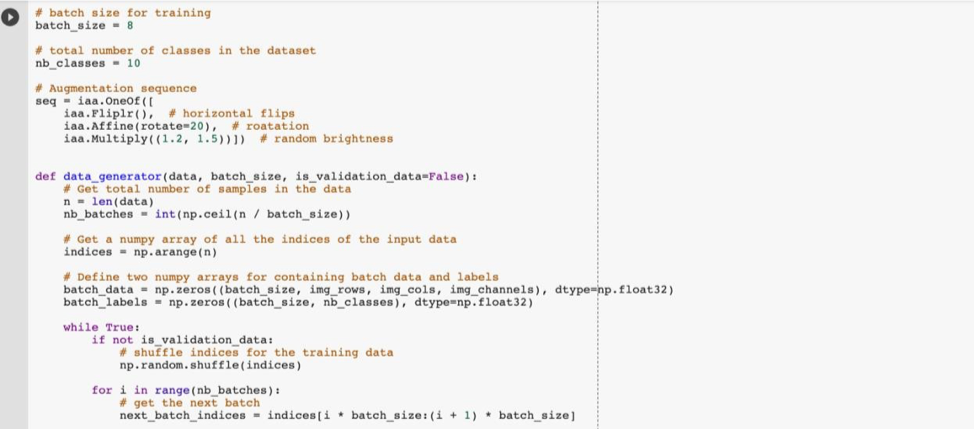 # batch size for training
batch_size = 8
# total number of classes in the dataset
nb_classes = 10
# Augmentation sequence
seq = iaa.OneOf([
iaa.Fliplr(), # horizontal flips
iaa.Affine(rotate=20), # roatation
iaa.Multiply((1.2, 1.5))]) # random brightness
def data_generator(data, batch_size, is_validation_data=False):
# Get total number of samples in the data
n = len(data)
nb_batches = int(np.ceil(n / batch_size))
# Get a numpy array of all the indices of the input data
indices = np.arange(n)
# Define two numpy arrays for containing batch data and labels
batch_data = np.zeros((batch_size, img_rows, img_cols, img_channels), dtype=np.float32)
batch_labels = np.zeros((batch_size, nb_classes), dtype=np.float32)
while True:
if not is_validation_data:
# shuffle indices for the training data
np.random.shuffle(indices)
for i in range(nb_batches):
# get the next batch
next_batch_indices = indices[i * batch_size:(i + 1) * batch_size]